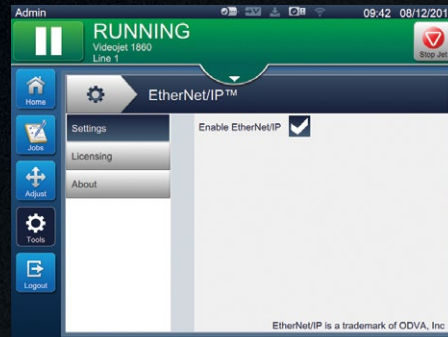 Admin
09:42 08/12/201
RUNNING
Videojet 1860
Line 1
Stop Jet
Home
EtherNet/IP™
Jobs
Settings
Enable EtherNet/IP
Licensing
About
Adjust
Tools
Logout
EtherNet/IP is a trademark of ODVA, Inc